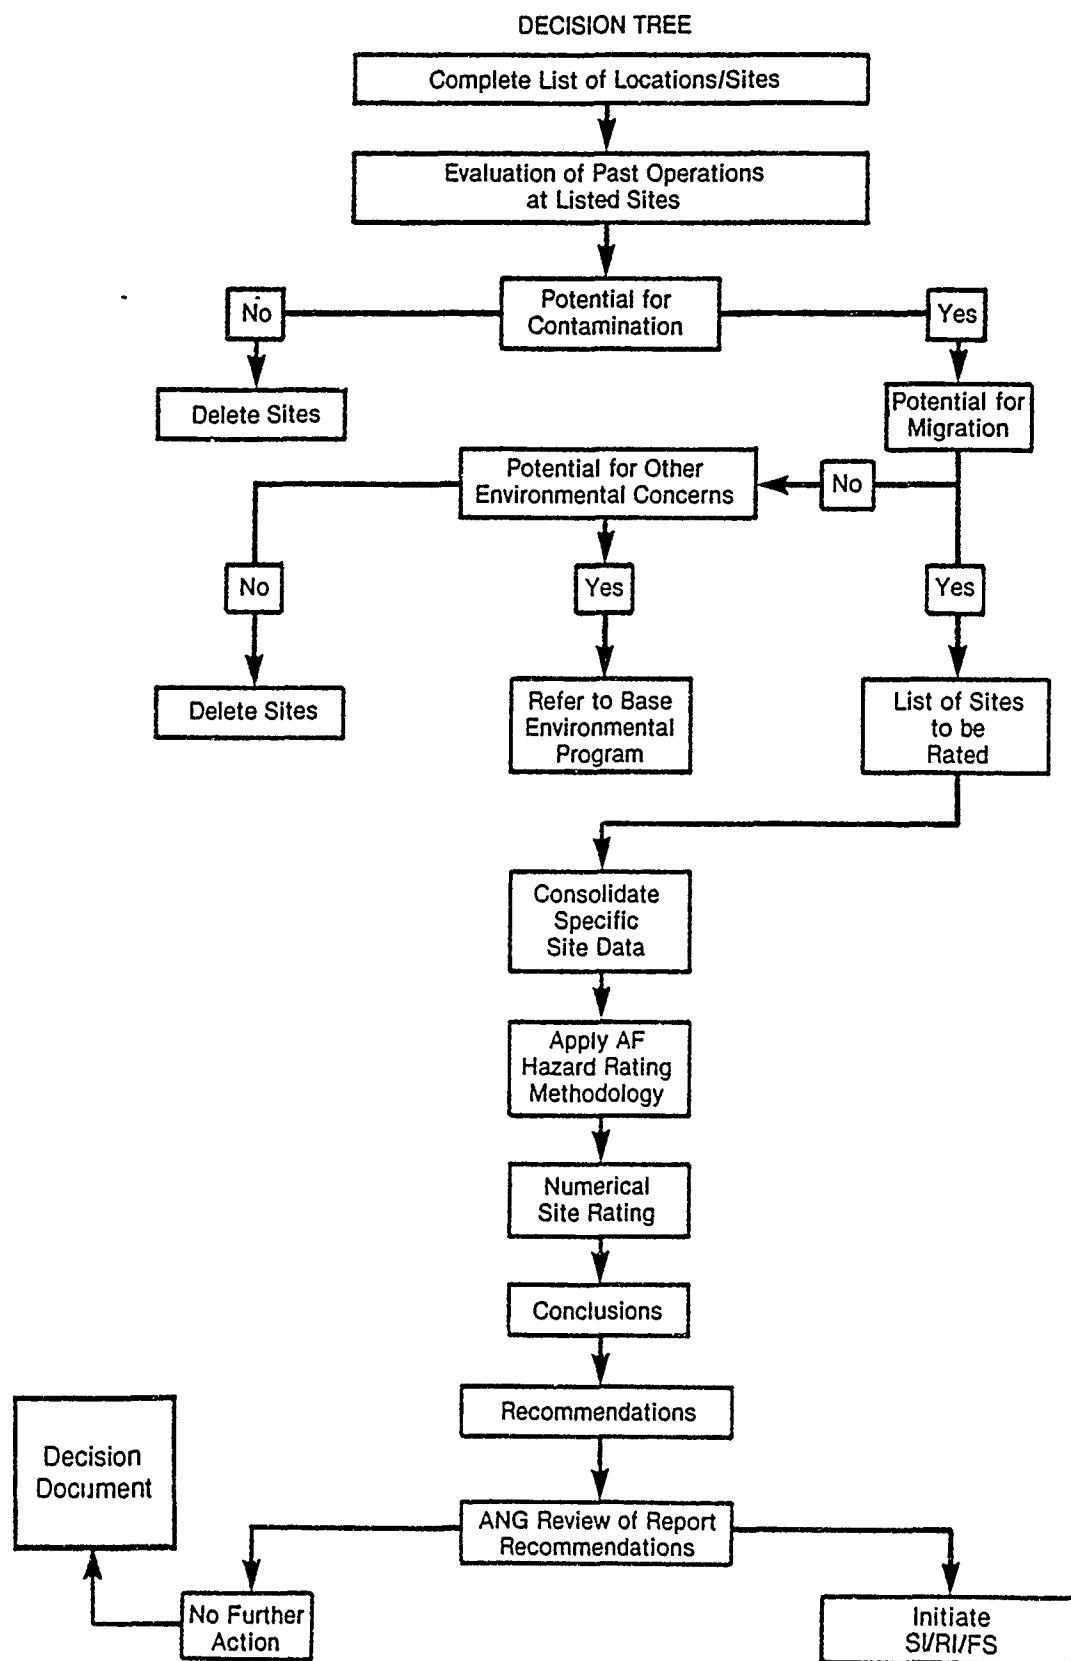 DECISION TREE
Complete List of Locations/Sites
Evaluation of Past Operations
at Listed Sites
Potential for
Contamination
No
Yes
Delete Sites
Potential for
Migration
Potential for Other
Environmental Concerns
No
No
Yes
Yes
Delete Sites
Refer to Base
Environmental
Program
List of Sites
to be
Rated
Consolidate
Specific
Site Data
Apply AF
Hazard Rating
Methodology
Numerical
Site Rating
Conclusions
Recommendations
Decision
Document
ANG Review of Report
Recommendations
No Further
Action
Initiate
SI/RI/FS